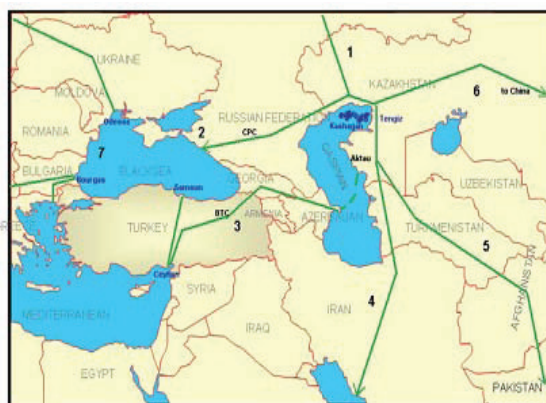 1
UKRAINE
MOLDOVA
KAZAKHSTAN
6
to China
Odessa
RUSSIAN FEDERATION
Kashagan
Tengiz
2
CPC
ROMANIA
7
BULGARIA
BLACKSEA
Bourgas
CASPIAN
Aktau
GEORGIA
UZBEKISTAN
Samsun
BTC
ARMENIA
AZERBAIJAN
TURKEY
3
TURKMENISTAN
5
Ceyhan
4
SYRIA
IRAN
AFGHANISTAN
MEDITERRANEAN
IRAQ
EGYPT
PAKISTAN